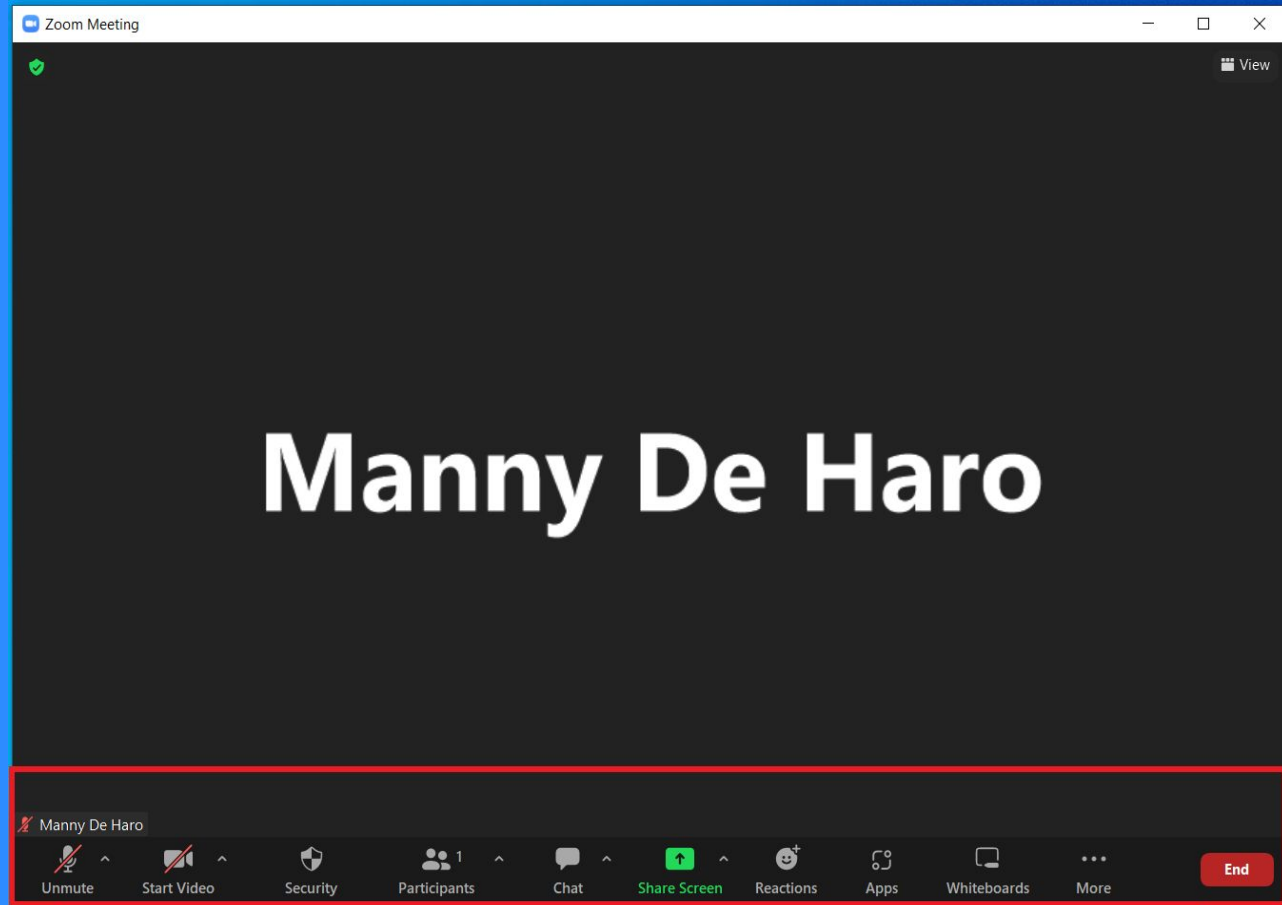 Zoom Meeting
View
Manny De Haro
Manny De Haro
1
Unmute Start Video Security Participants Chat Share Screen Reactions Apps Whiteboards More End